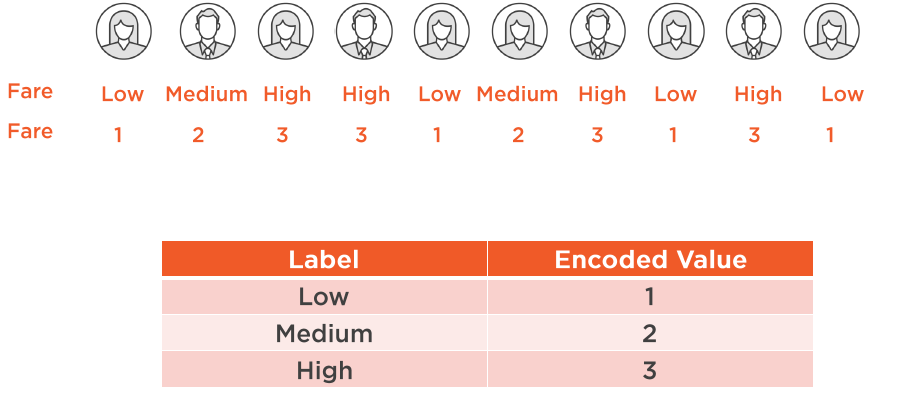 Fare Low Medium High High Low Medium High Low High Low
Fare 1 2 3 3 1 2 3 1 3 1
Label Encoded Value
Low 1
Medium 2
High 3